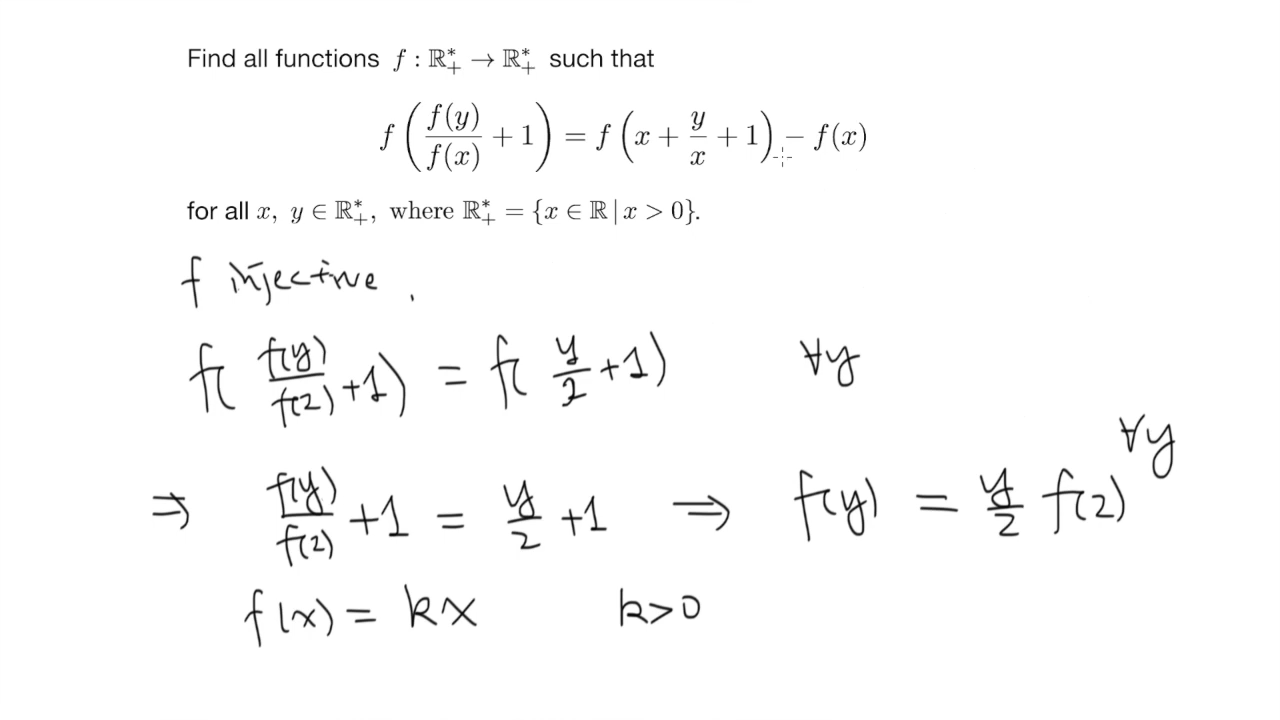 Find all functions f : ℝ₊* → ℝ₊* such that
f(f(y)/f(x) + 1) = f(x + y/x + 1) − f(x)
for all x, y ∈ ℝ₊*, where ℝ₊* = {x ∈ ℝ | x > 0}.
f injective.
f(f(y)/f(2) + 1) = f(y/2 + 1) ∀y
⇒ f(y)/f(2) + 1 = y/2 + 1 ⇒ f(y) = y/2 f(2) ∀y
f(x) = kx k>0